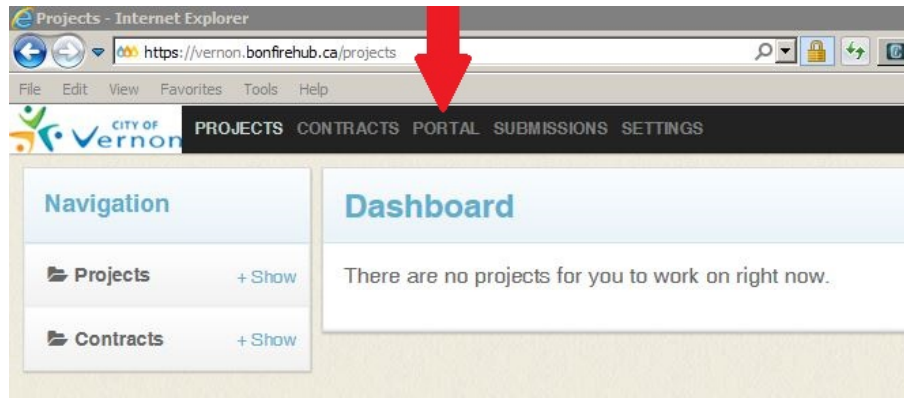 Projects - Internet Explorer
https://vernon.bonfirehub.ca/projects
File Edit View Favorites Tools Help
CITY OF
Vernon
PROJECTS CONTRACTS PORTAL SUBMISSIONS SETTINGS
Navigation
Projects + Show
Contracts + Show
Dashboard
There are no projects for you to work on right now.